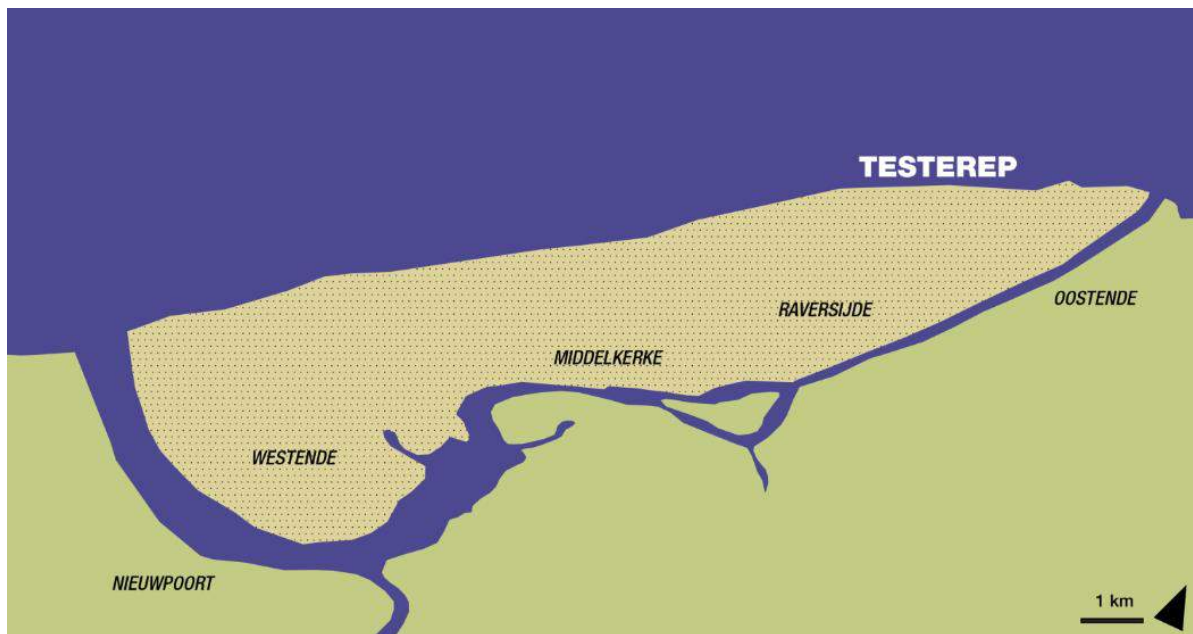 TESTEREP
OOSTENDE
RAVERSIJDE
MIDDELKERKE
WESTENDE
NIEUWPOORT
1 km